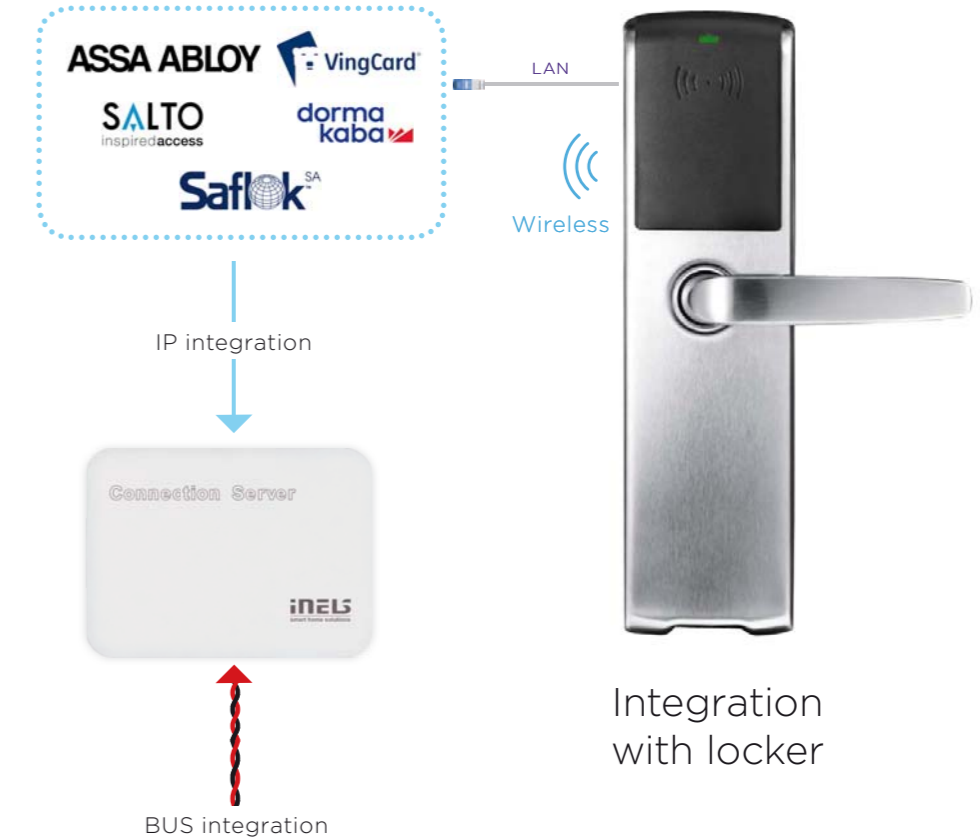 ASSA ABLOY
VingCard
LAN
SALTO
inspiredaccess
dorma
kaba
Saflok SA
Wireless
IP integration
Connection Server
iNELS
smart home solutions
Integration
with locker
BUS integration